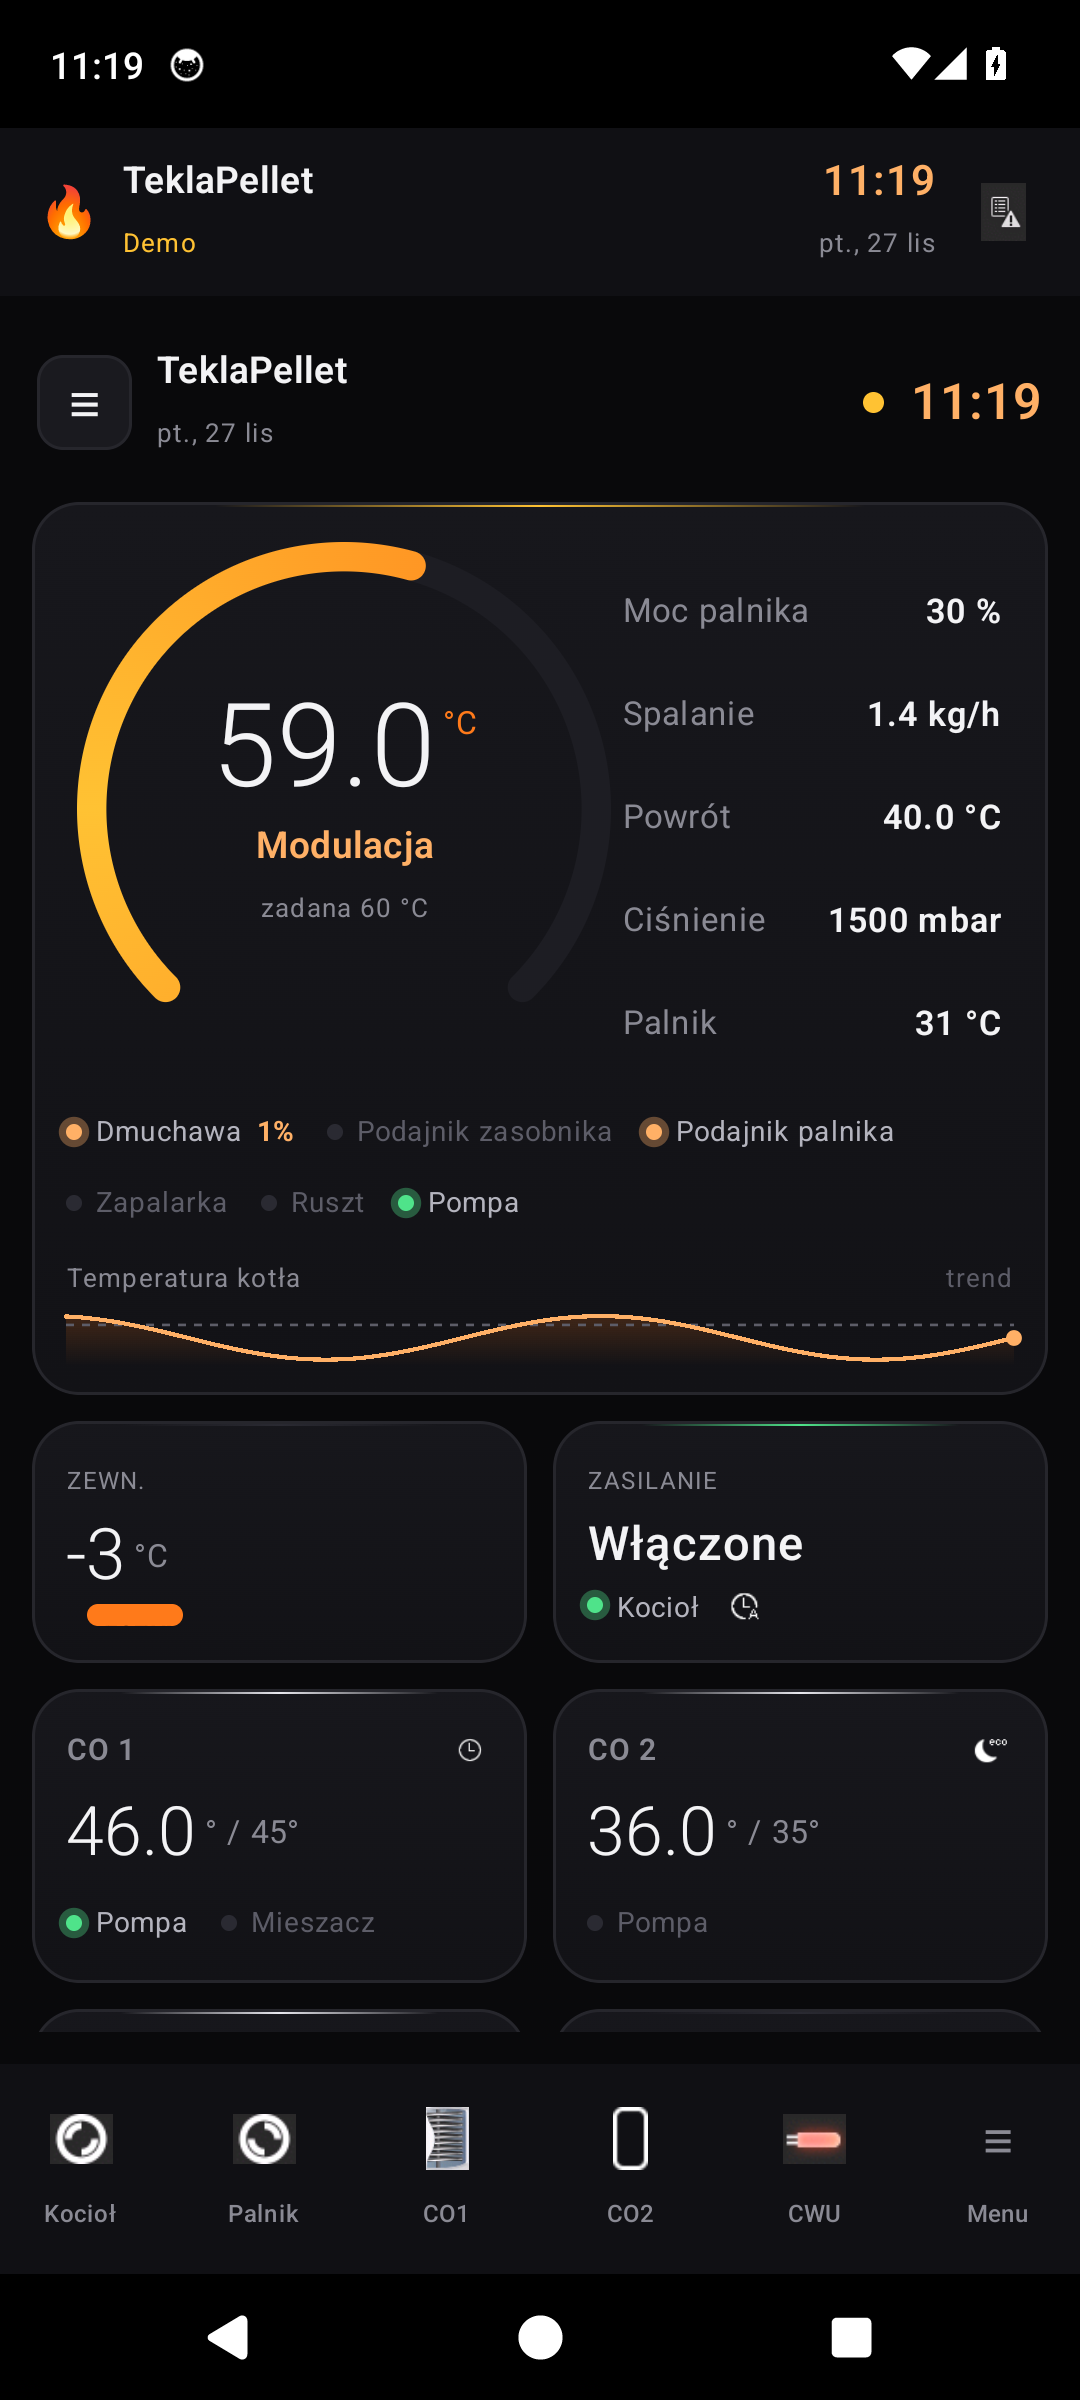 11:19
TeklaPellet
Demo
11:19
pt., 27 lis
TeklaPellet
pt., 27 lis
11:19
59.0 °C
Modulacja
zadana 60 °C
Moc palnika 30 %
Spalanie 1.4 kg/h
Powrót 40.0 °C
Ciśnienie 1500 mbar
Palnik 31 °C
Dmuchawa 1% Podajnik zasobnika Podajnik palnika
Zapalarka Ruszt Pompa
Temperatura kotła trend
ZEWN.
-3 °C
ZASILANIE
Włączone
Kocioł A
CO 1
46.0 ° / 45°
Pompa Mieszacz
CO 2 eco
36.0 ° / 35°
Pompa
Kocioł Palnik CO1 CO2 CWU Menu